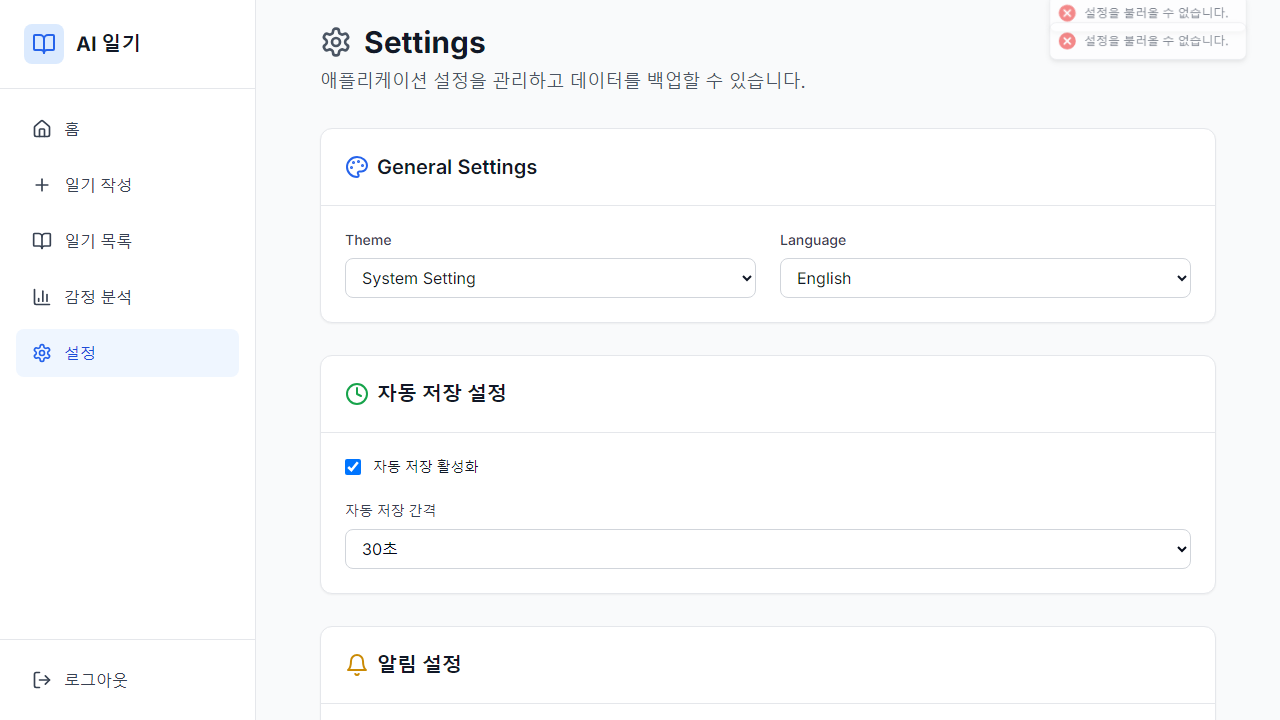 AI 일기
홈
일기 작성
일기 목록
감정 분석
설정
로그아웃
Settings
애플리케이션 설정을 관리하고 데이터를 백업할 수 있습니다.
General Settings
Theme
Language
System Setting
English
자동 저장 설정
자동 저장 활성화
자동 저장 간격
30초
알림 설정
설정을 불러올 수 없습니다.
설정을 불러올 수 없습니다.